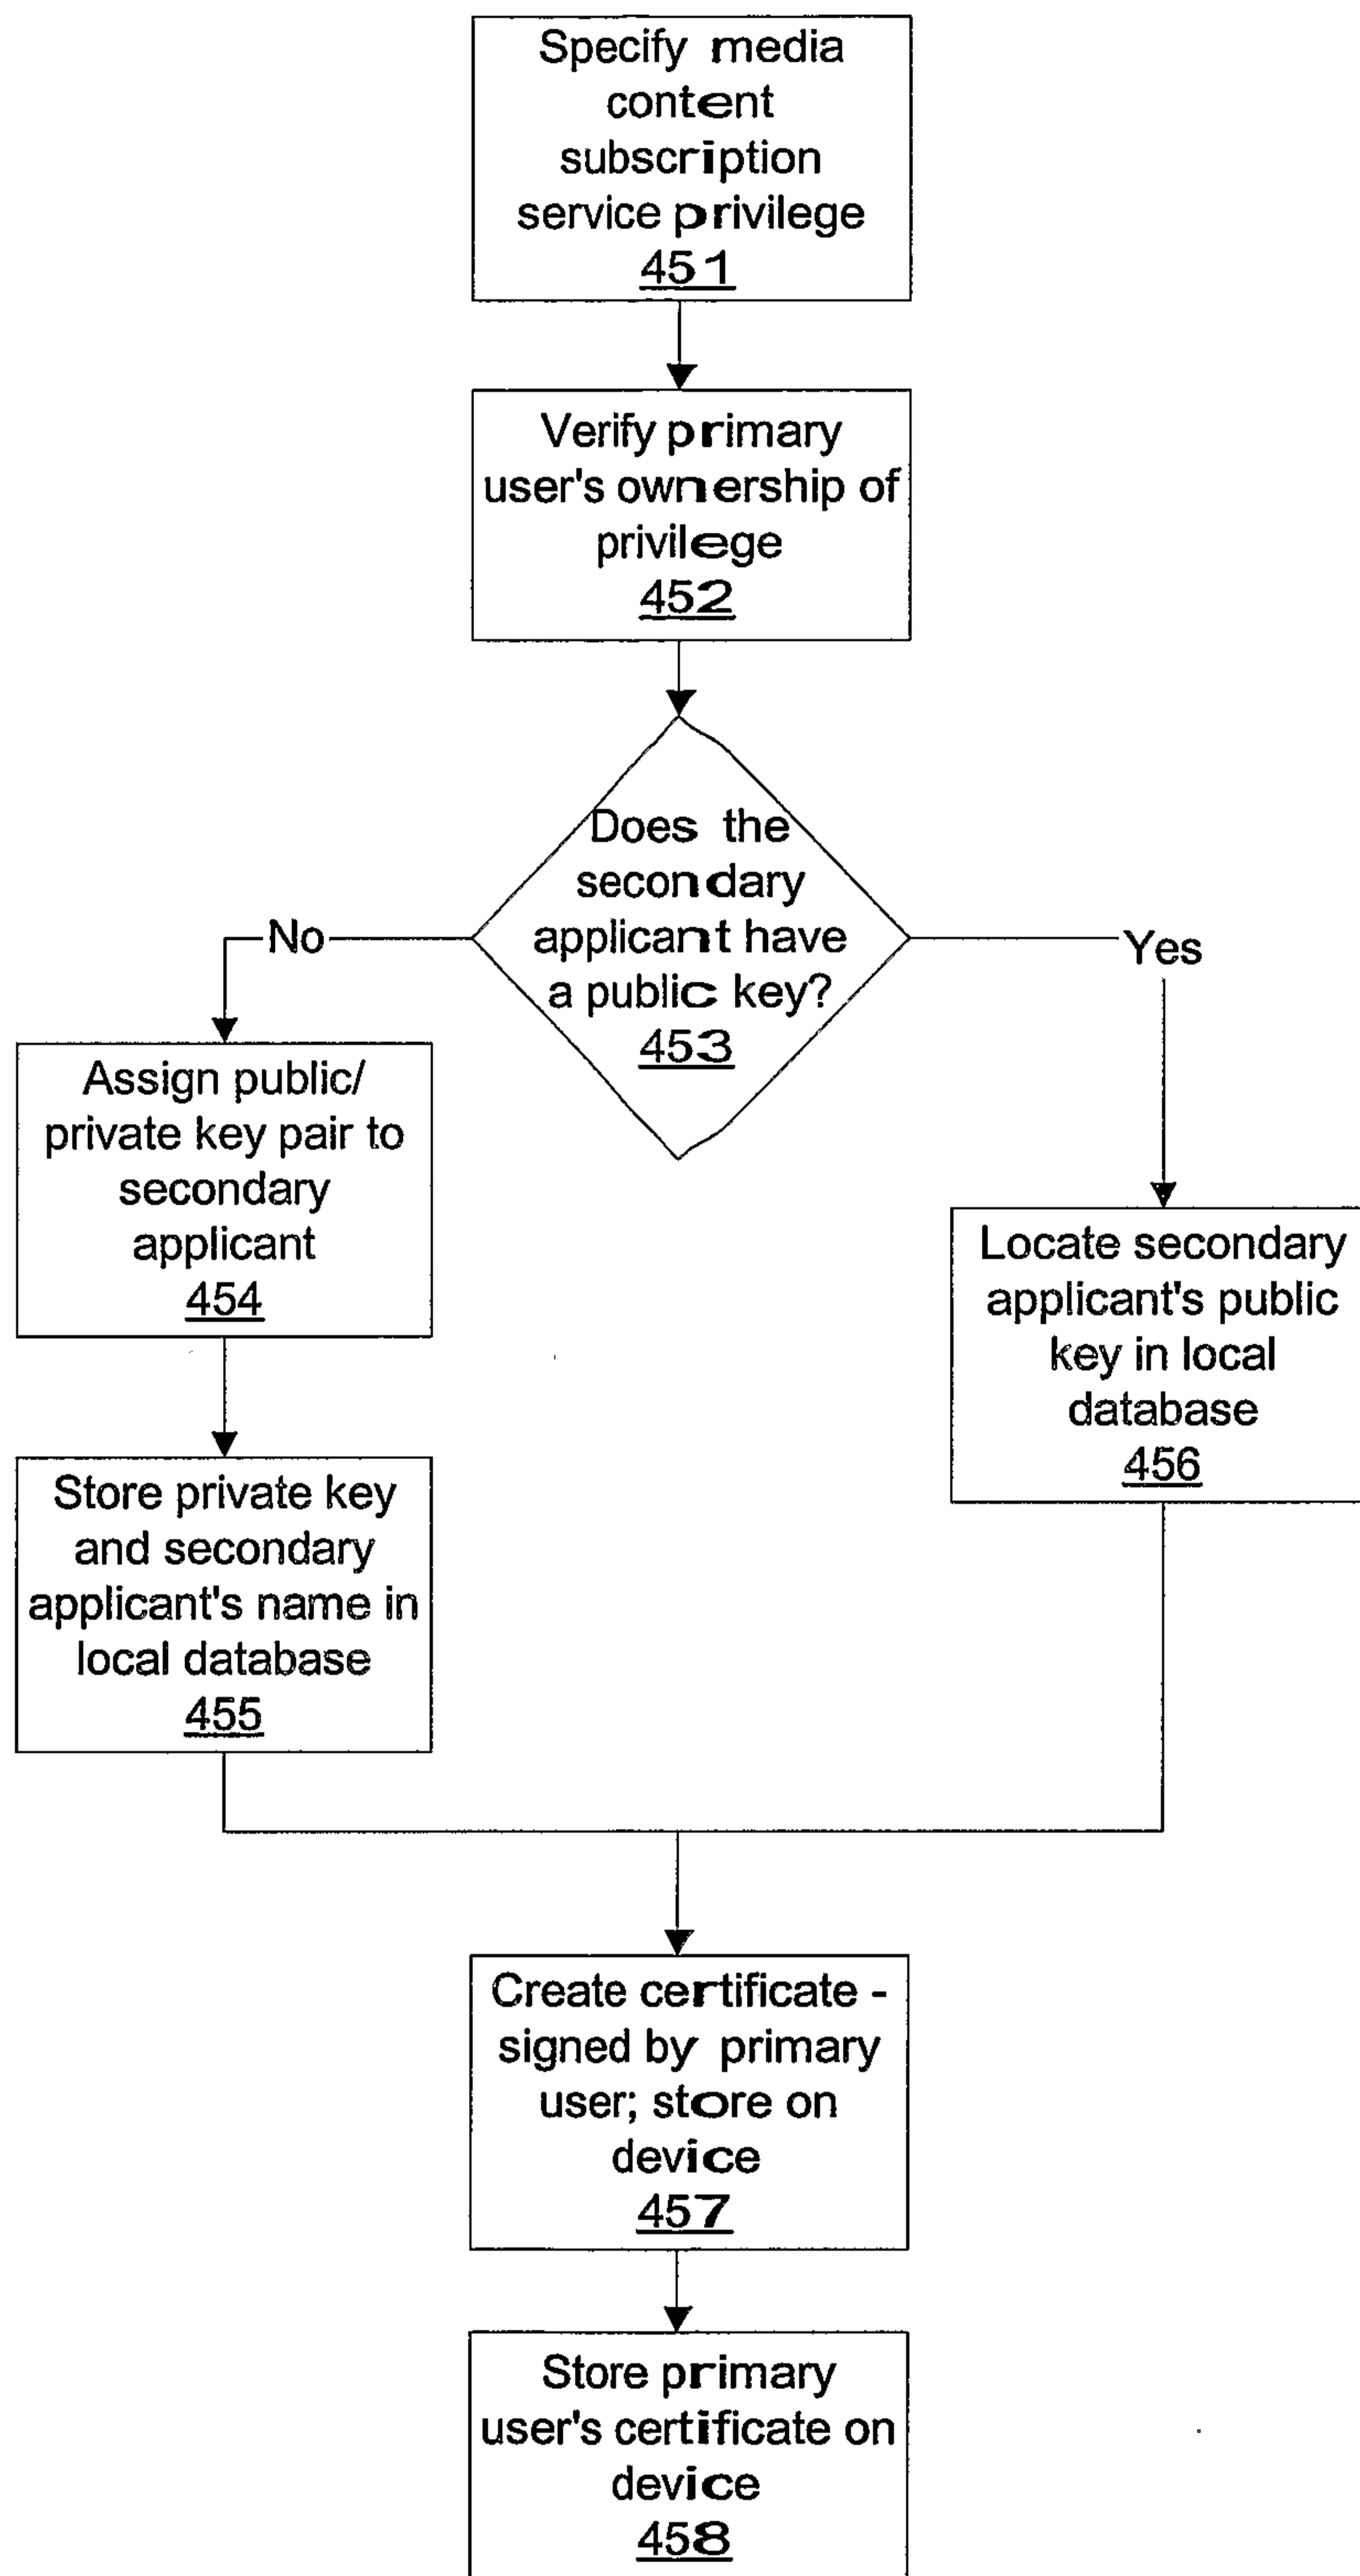 Specify media
content
subscription
service privilege
451
Verify primary
user's ownership of
privilege
452
Does the
secondary
applicant have
a public key?
453
No
Yes
Assign public/
private key pair to
secondary
applicant
454
Locate secondary
applicant's public
key in local
database
456
Store private key
and secondary
applicant's name in
local database
455
Create certificate -
signed by primary
user; store on
device
457
Store primary
user's certificate on
device
458